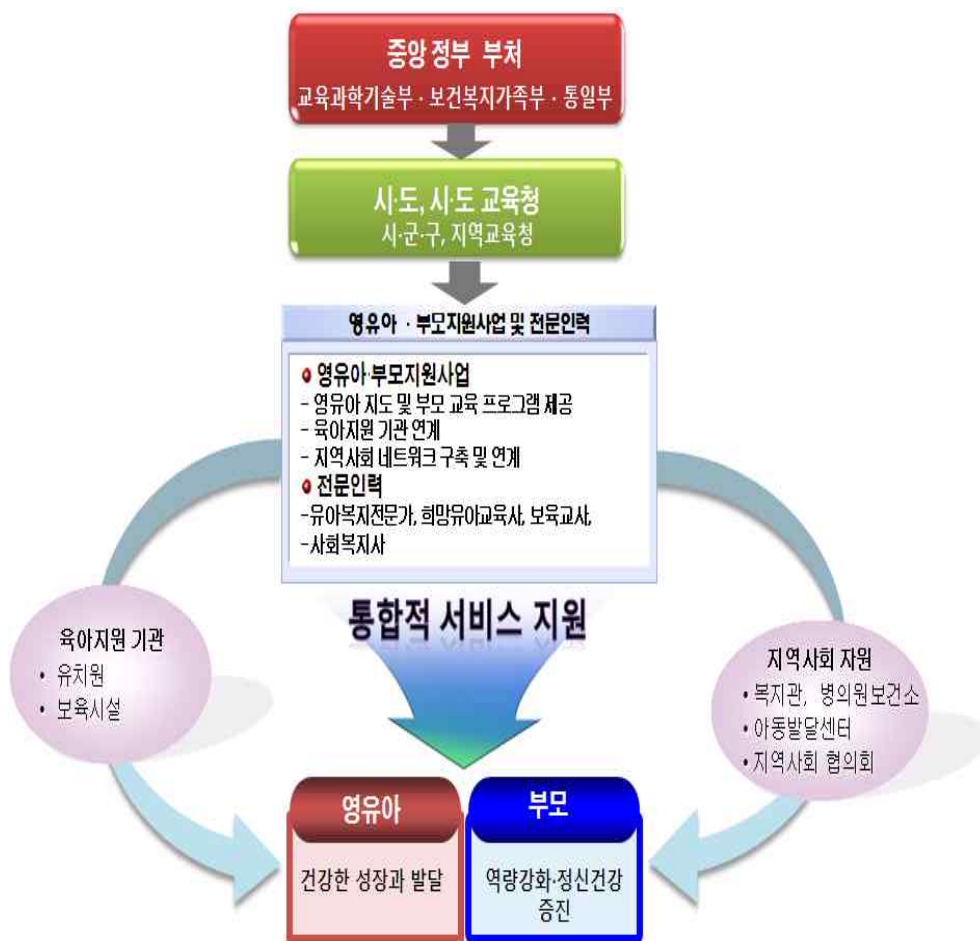 중앙 정부 부처
교육과학기술부 · 보건복지가족부 · 통일부
시·도, 시·도 교육청
시·군·구, 지역교육청
영유아 · 부모지원사업 및 전문인력
영유아·부모지원사업
- 영유아 지도 및 부모 교육 프로그램 제공
- 육아지원 기관 연계
- 지역사회 네트워크 구축 및 연계
전문인력
-유아복지전문가, 희망유아교육사, 보육교사,
-사회복지사
통합적 서비스 지원
육아지원 기관
• 유치원
• 보육시설
지역사회 자원
• 복지관, 병의원보건소
• 아동발달센터
• 지역사회 협의회
영유아
건강한 성장과 발달
부모
역량강화·정신건강
증진